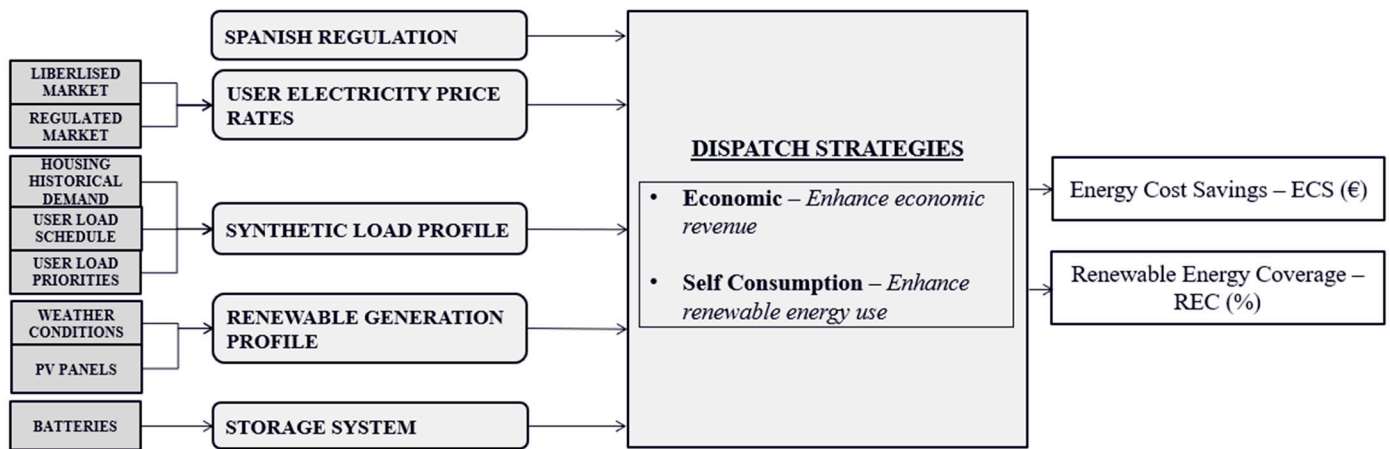 SPANISH REGULATION
LIBERLISED
MARKET
REGULATED
MARKET
USER ELECTRICITY PRICE
RATES
HOUSING
HISTORICAL
DEMAND
USER LOAD
SCHEDULE
USER LOAD
PRIORITIES
SYNTHETIC LOAD PROFILE
WEATHER
CONDITIONS
PV PANELS
RENEWABLE GENERATION
PROFILE
BATTERIES
STORAGE SYSTEM
DISPATCH STRATEGIES
• Economic – Enhance economic
revenue
• Self Consumption – Enhance
renewable energy use
Energy Cost Savings – ECS (€)
Renewable Energy Coverage –
REC (%)